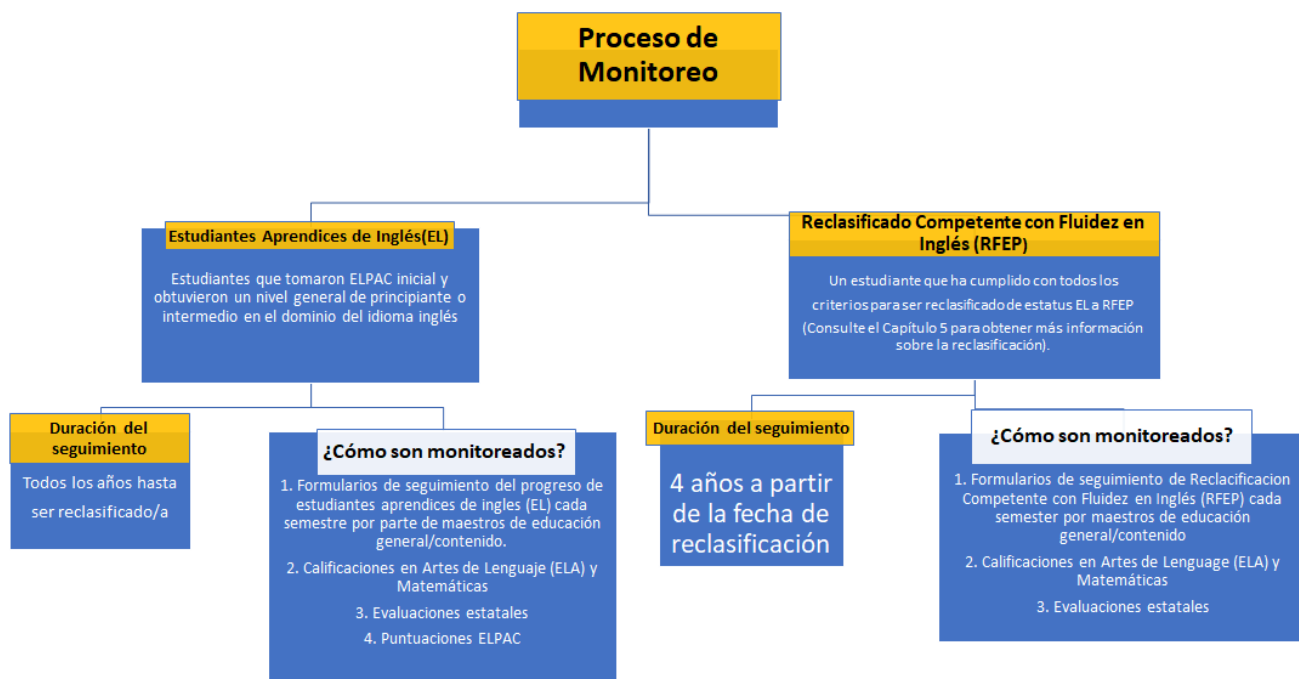 Proceso de
Monitoreo
Estudiantes Aprendices de Inglés(EL)
Estudiantes que tomaron ELPAC inicial y
obtuvieron un nivel general de principiante o
intermedio en el dominio del idioma inglés
Reclasificado Competente con Fluidez en
Inglés (RFEP)
Un estudiante que ha cumplido con todos los
criterios para ser reclasificado de estatus EL a RFEP
(Consulte el Capítulo 5 para obtener más información
sobre la reclasificación).
Duración del
seguimiento
Todos los años hasta
ser reclasificado/a
¿Cómo son monitoreados?
1. Formularios de seguimiento del progreso de
estudiantes aprendices de ingles (EL) cada
semestre por parte de maestros de educación
general/contenido.
2. Calificaciones en Artes de Lenguaje (ELA) y
Matemáticas
3. Evaluaciones estatales
4. Puntuaciones ELPAC
Duración del seguimiento
4 años a partir
de la fecha de
reclasificación
¿Cómo son monitoreados?
1. Formularios de seguimiento de Reclacificacion
Competente con Fluidez en Inglés (RFEP) cada
semester por maestros de educación
general/contenido
2. Calificaciones en Artes de Lenguage (ELA) y
Matemáticas
3. Evaluaciones estatales